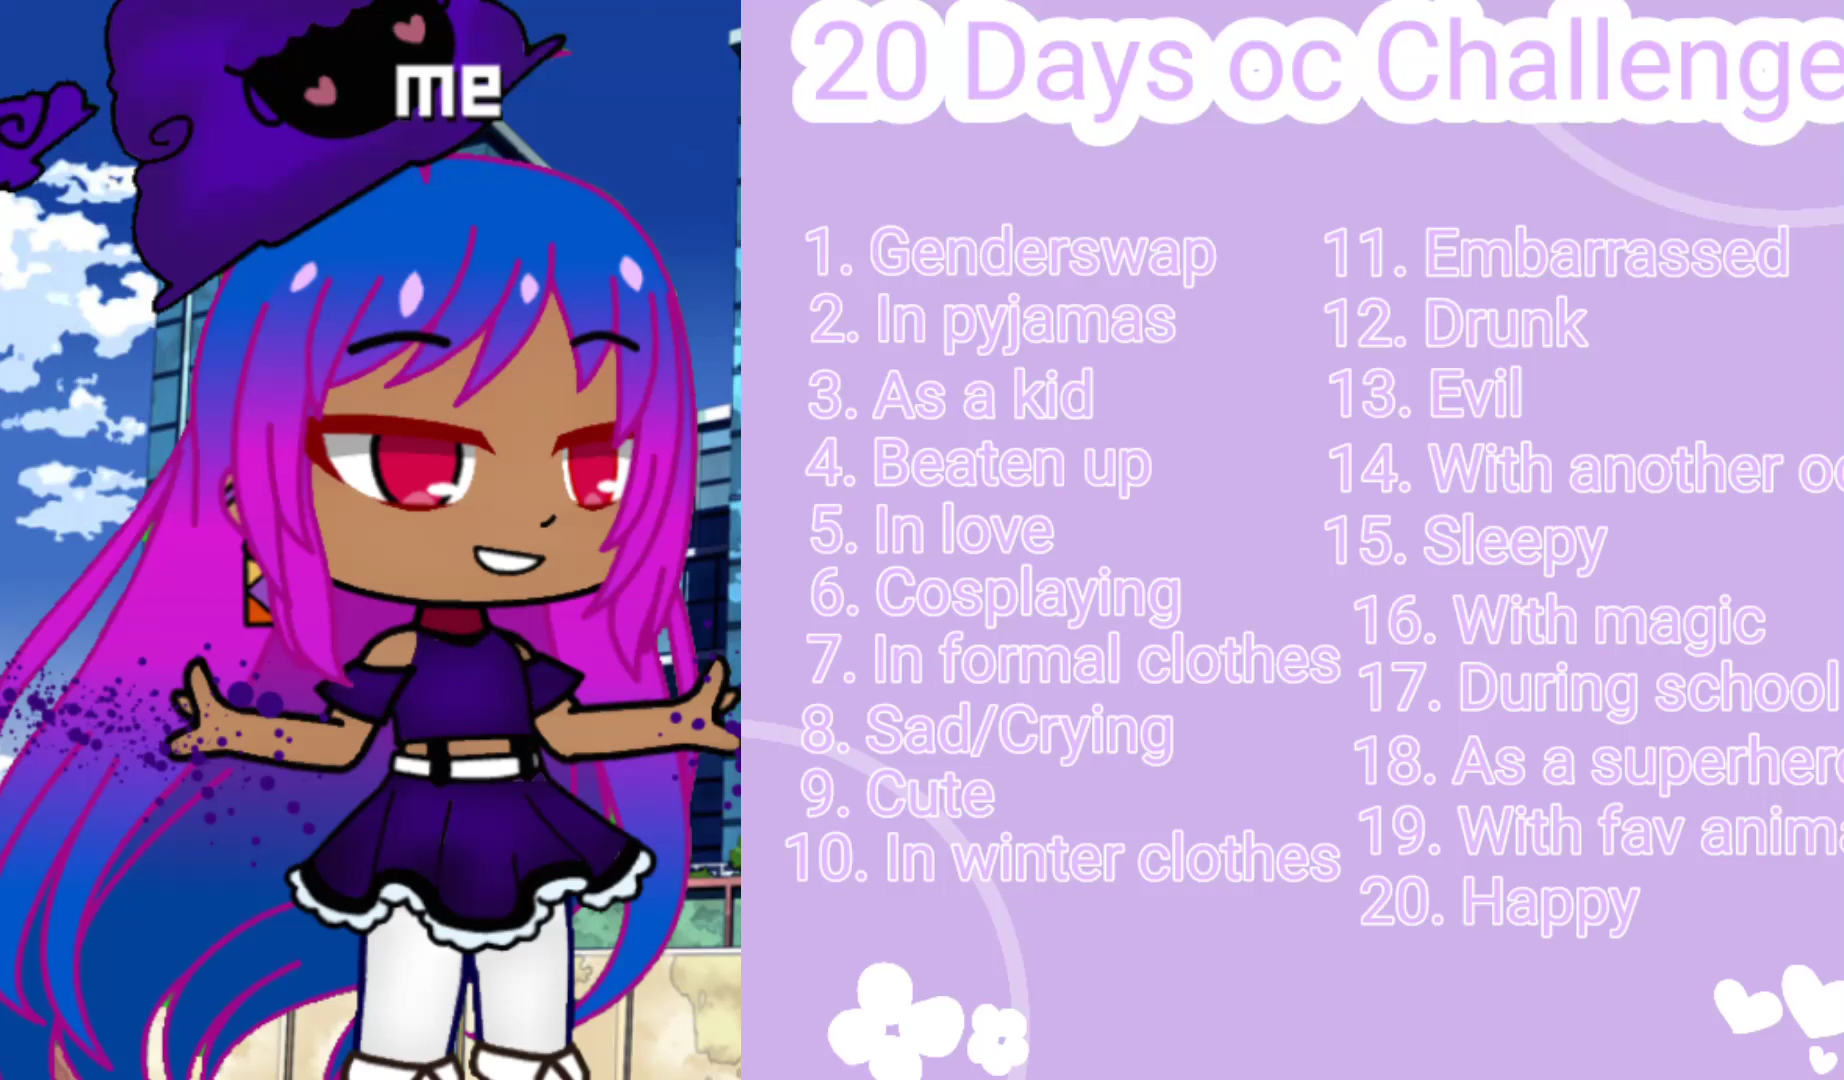 me
20 Days oc Challenge
1. Genderswap
2. In pyjamas
3. As a kid
4. Beaten up
5. In love
6. Cosplaying
7. In formal clothes
8. Sad/Crying
9. Cute
10. In winter clothes
11. Embarrassed
12. Drunk
13. Evil
14. With another oc
15. Sleepy
16. With magic
17. During school
18. As a superhero
19. With fav anima
20. Happy